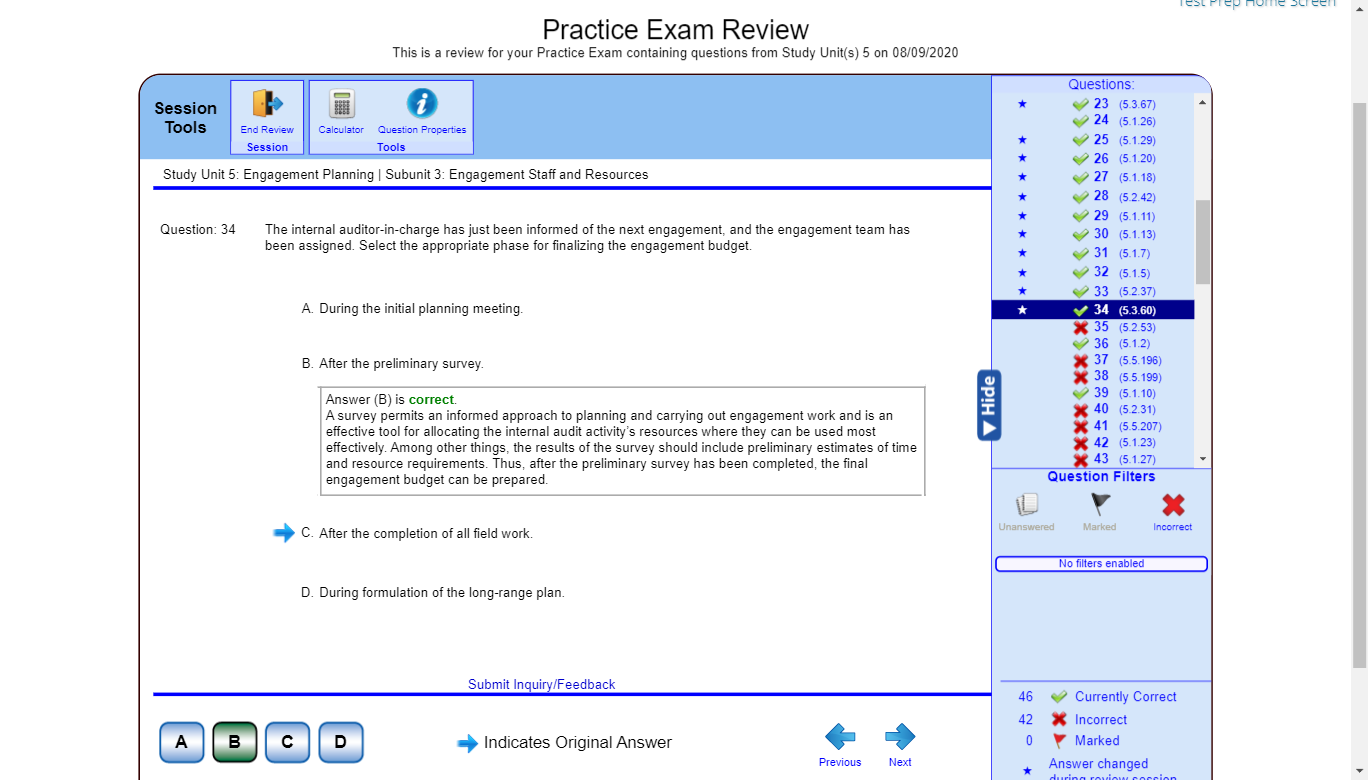 Test Prep Home Screen
Practice Exam Review
This is a review for your Practice Exam containing questions from Study Unit(s) 5 on 08/09/2020
Session
Tools
End Review
Session
Calculator
Question Properties
Tools
Study Unit 5: Engagement Planning | Subunit 3: Engagement Staff and Resources
Question: 34
The internal auditor-in-charge has just been informed of the next engagement, and the engagement team has
been assigned. Select the appropriate phase for finalizing the engagement budget.
A. During the initial planning meeting.
B. After the preliminary survey.
Answer (B) is correct.
A survey permits an informed approach to planning and carrying out engagement work and is an
effective tool for allocating the internal audit activity's resources where they can be used most
effectively. Among other things, the results of the survey should include preliminary estimates of time
and resource requirements. Thus, after the preliminary survey has been completed, the final
engagement budget can be prepared.
C. After the completion of all field work.
D. During formulation of the long-range plan.
Submit Inquiry/Feedback
A
B
C
D
Indicates Original Answer
Previous
Next
Hide
Questions:
23 (5.3.67)
24 (5.1.26)
25 (5.1.29)
26 (5.1.20)
27 (5.1.18)
28 (5.2.42)
29 (5.1.11)
30 (5.1.13)
31 (5.1.7)
32 (5.1.5)
33 (5.2.37)
34 (5.3.60)
35 (5.2.53)
36 (5.1.2)
37 (5.5.196)
38 (5.5.199)
39 (5.1.10)
40 (5.2.31)
41 (5.5.207)
42 (5.1.23)
43 (5.1.27)
Question Filters
Unanswered
Marked
Incorrect
No filters enabled
46 Currently Correct
42 Incorrect
0 Marked
Answer changed
during review session